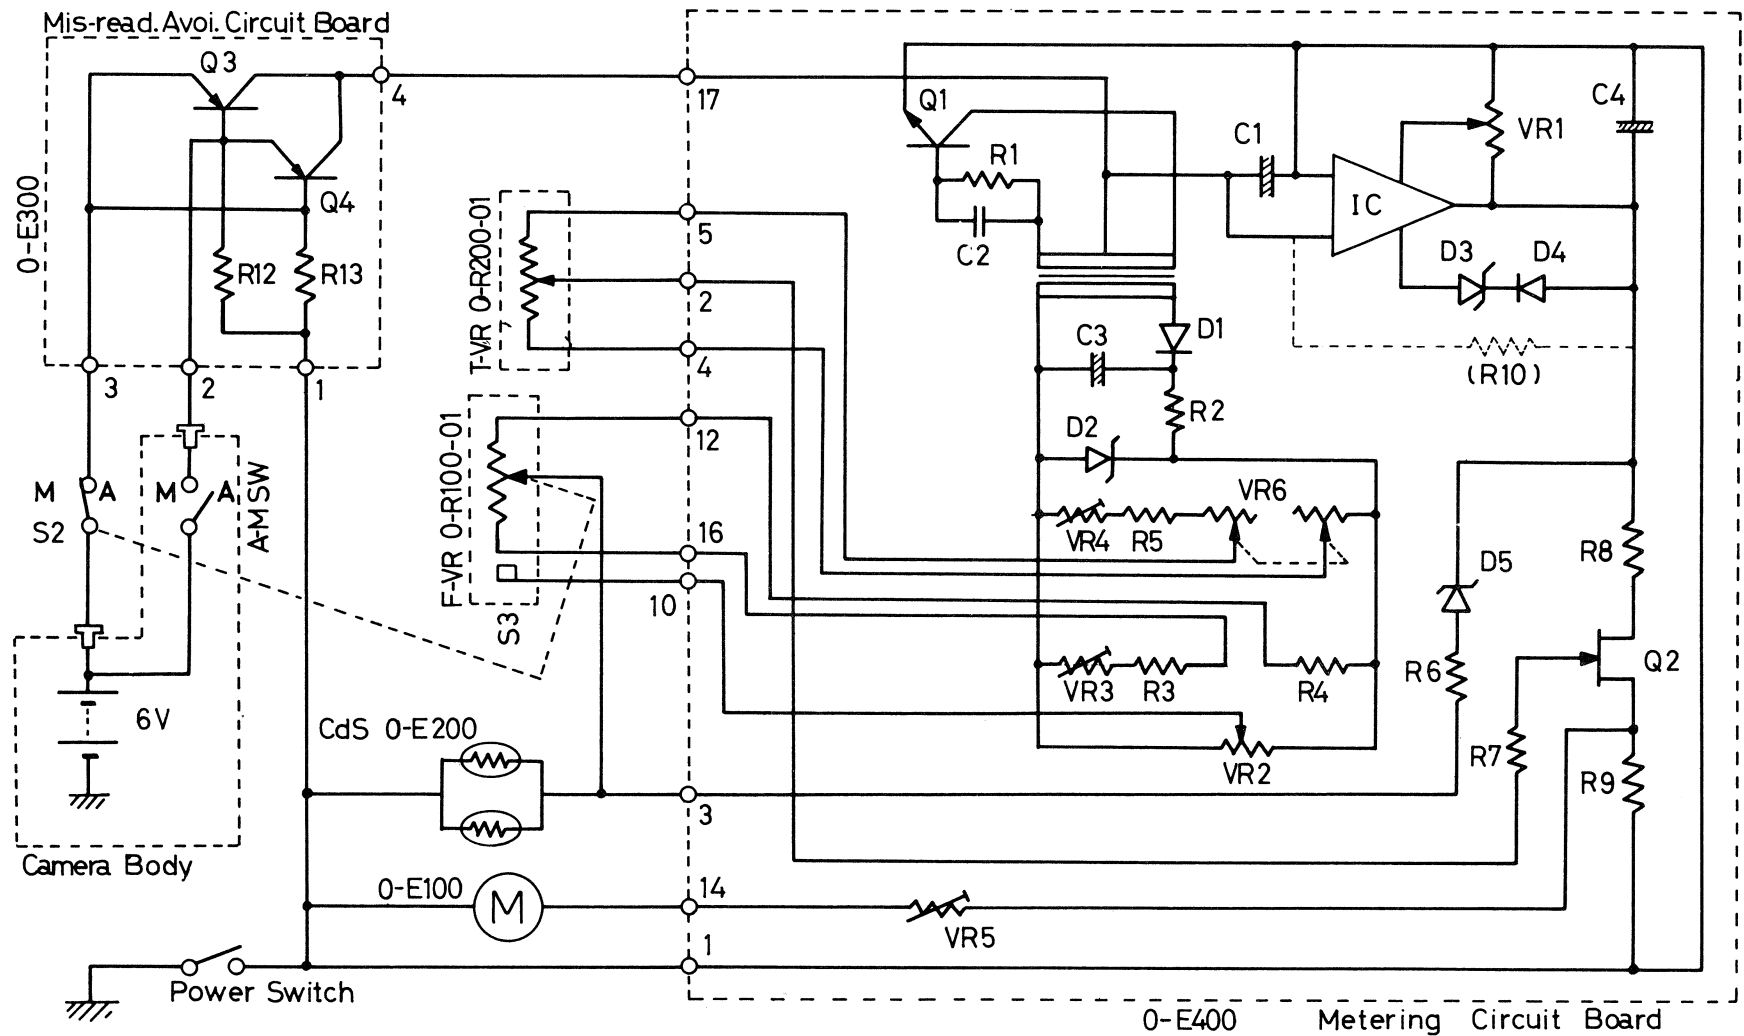 Mis-read. Avoi. Circuit Board
Q3
4
17
Q1
C4
VR1
C1
R1
IC
0-E300
Q4
T-VR 0-R200-01
5
C2
D3 D4
R12 R13
2
C3
D1
4
(R10)
3 2 1
12
D2
R2
M A
M A
S2
A-M SW
F-VR 0-R100-01
16
VR4 R5
VR6
D5
R8
10
S3
VR3 R3
R4
R6
Q2
6V
CdS 0-E200
VR2
R7
R9
3
Camera Body
0-E100
M
14
VR5
1
Power Switch
0-E400 Metering Circuit Board